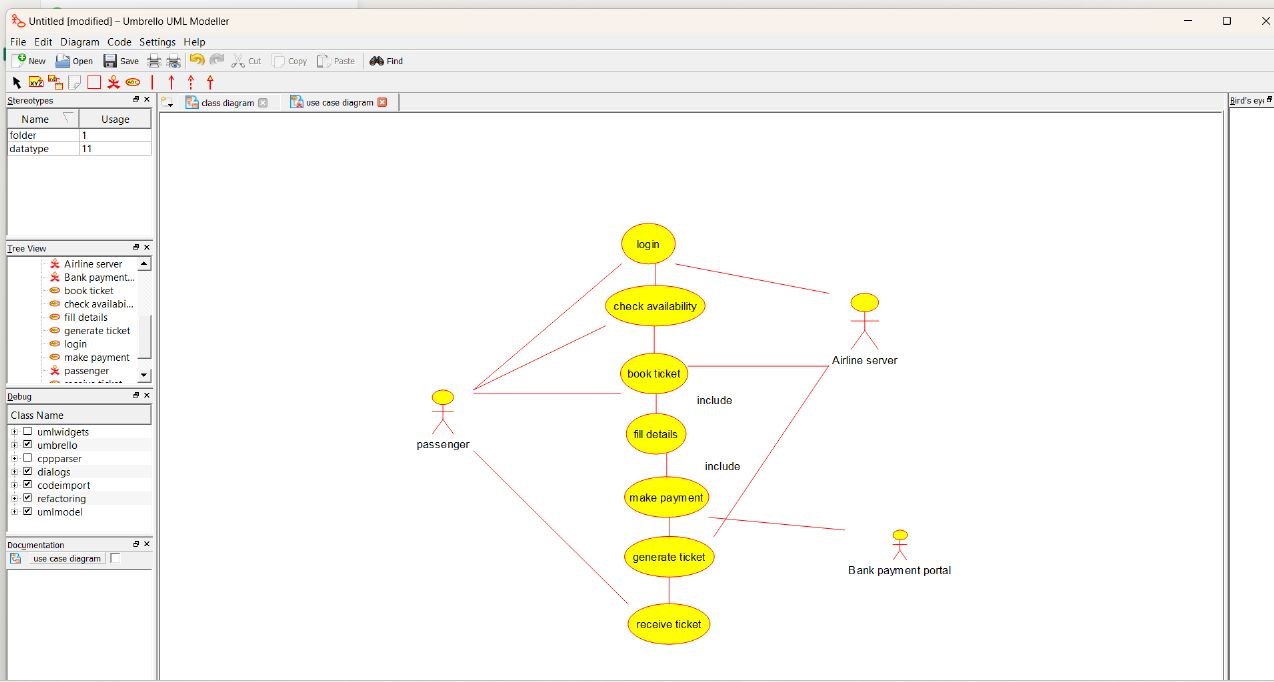 Untitled [modified] – Umbrello UML Modeller
File Edit Diagram Code Settings Help
New Open Save Cut Copy Paste Find
Stereotypes
Name Usage
folder 1
datatype 11
Tree View
Airline server
Bank payment...
book ticket
check availabi...
fill details
generate ticket
login
make payment
passenger
Debug
Class Name
umlwidgets
umbrello
cppparser
dialogs
codeimport
refactoring
umlmodel
Documentation
use case diagram
class diagram use case diagram
login
check availability
book ticket
include
fill details
include
make payment
generate ticket
receive ticket
passenger
Airline server
Bank payment portal
Bird's eye